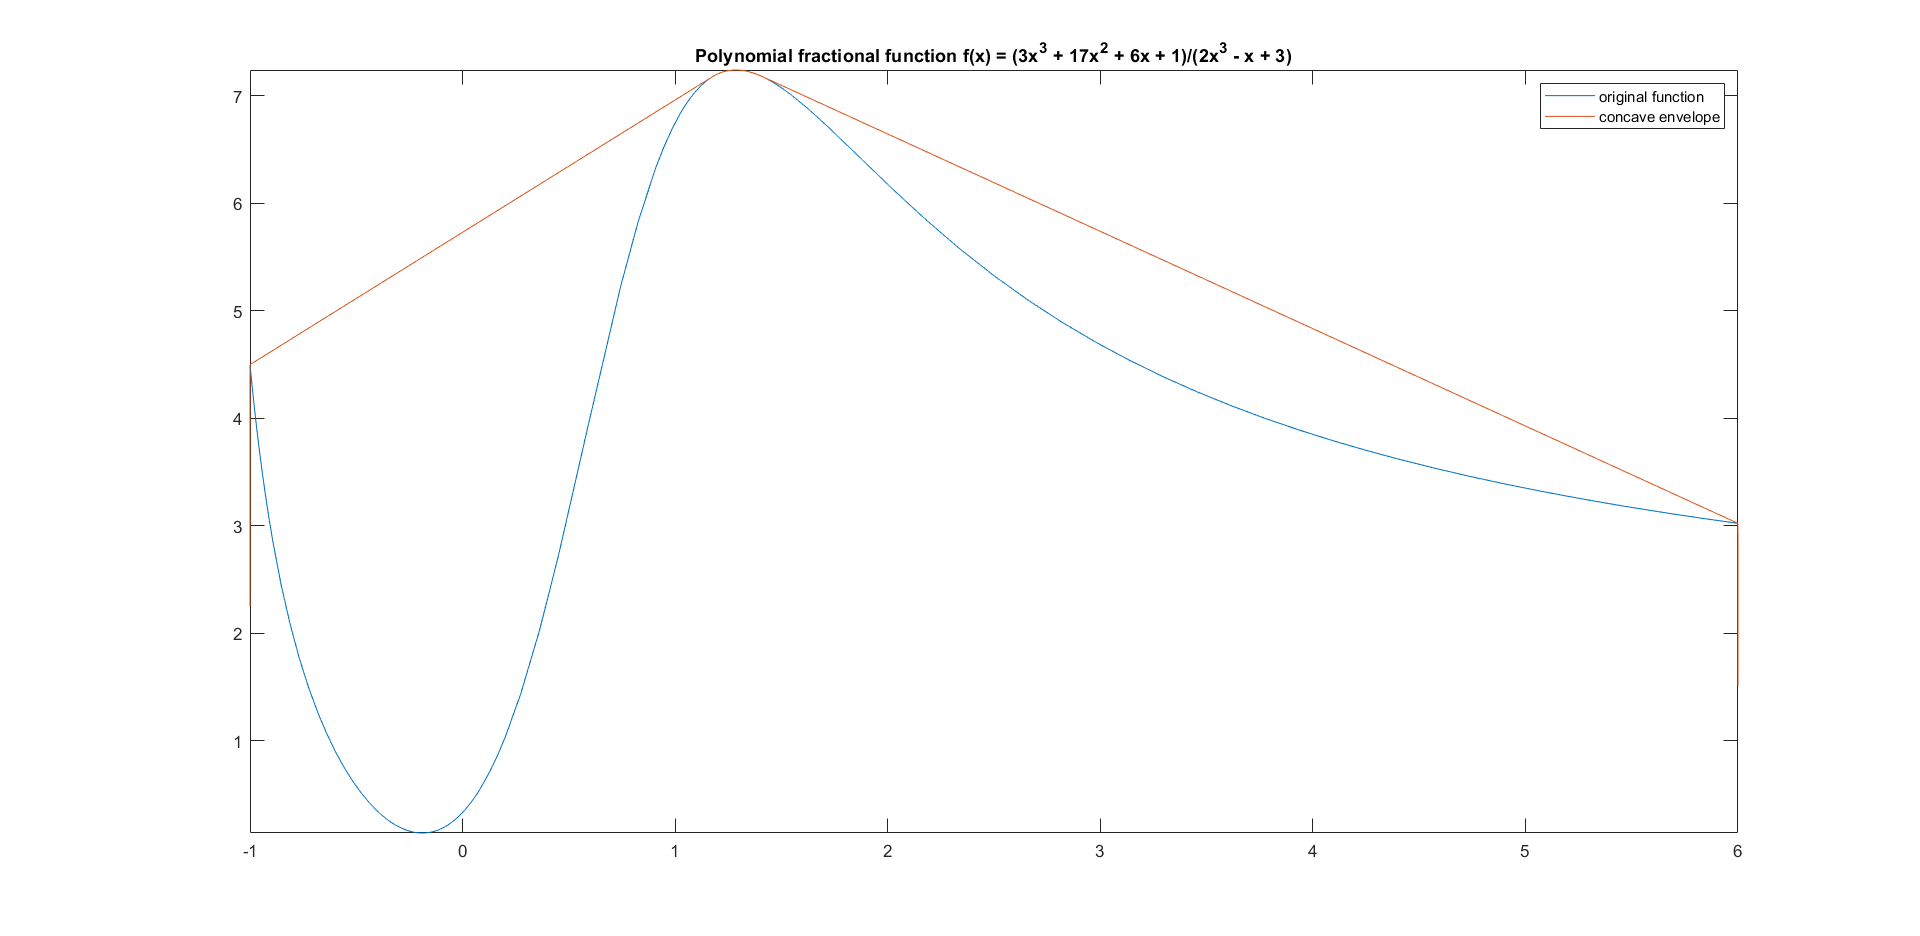 Polynomial fractional function f(x) = (3x³ + 17x² + 6x + 1)/(2x³ - x + 3)
original function
concave envelope
7
6
5
4
3
2
1
-1 0 1 2 3 4 5 6